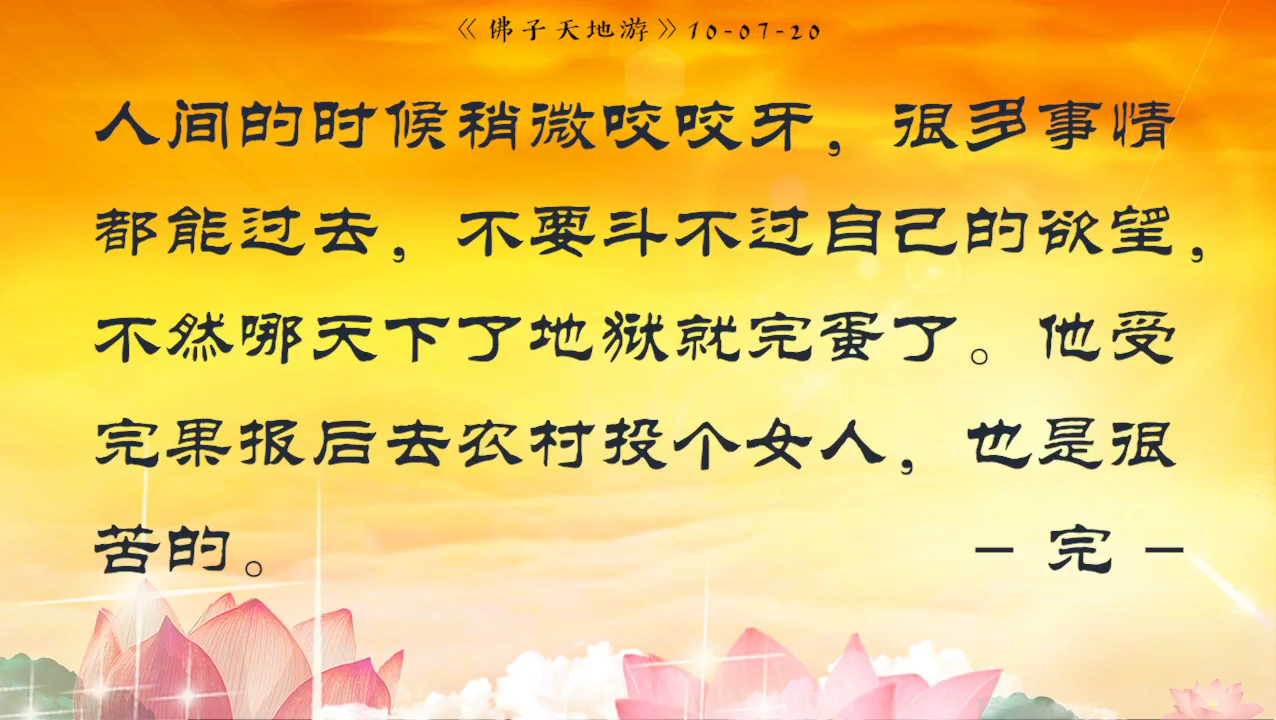 《佛子天地游》10-07-20
人间的时候稍微咬咬牙，很多事情
都能过去，不要斗不过自己的欲望，
不然哪天下了地狱就完蛋了。他受
完果报后去农村投个女人，也是很
苦的。 － 完 －